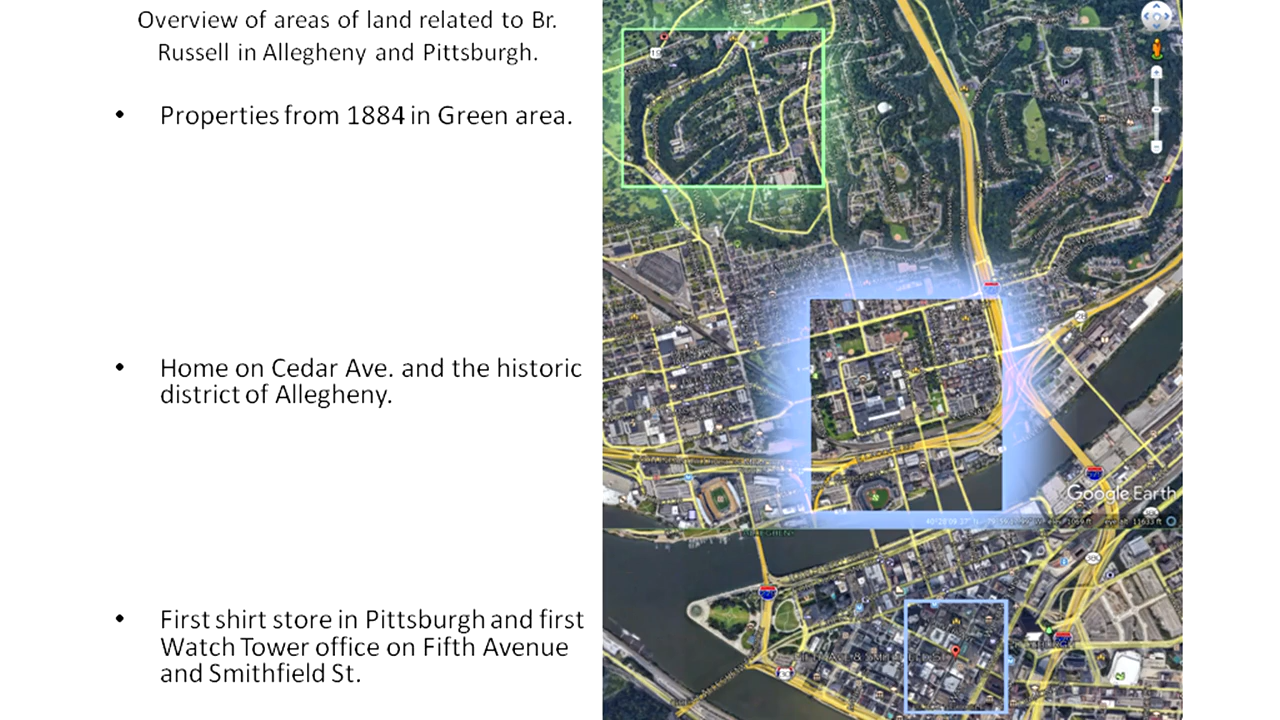 Overview of areas of land related to Br.
Russell in Allegheny and Pittsburgh.
• Properties from 1884 in Green area.
• Home on Cedar Ave. and the historic
district of Allegheny.
• First shirt store in Pittsburgh and first
Watch Tower office on Fifth Avenue
and Smithfield St.
28
Google Earth